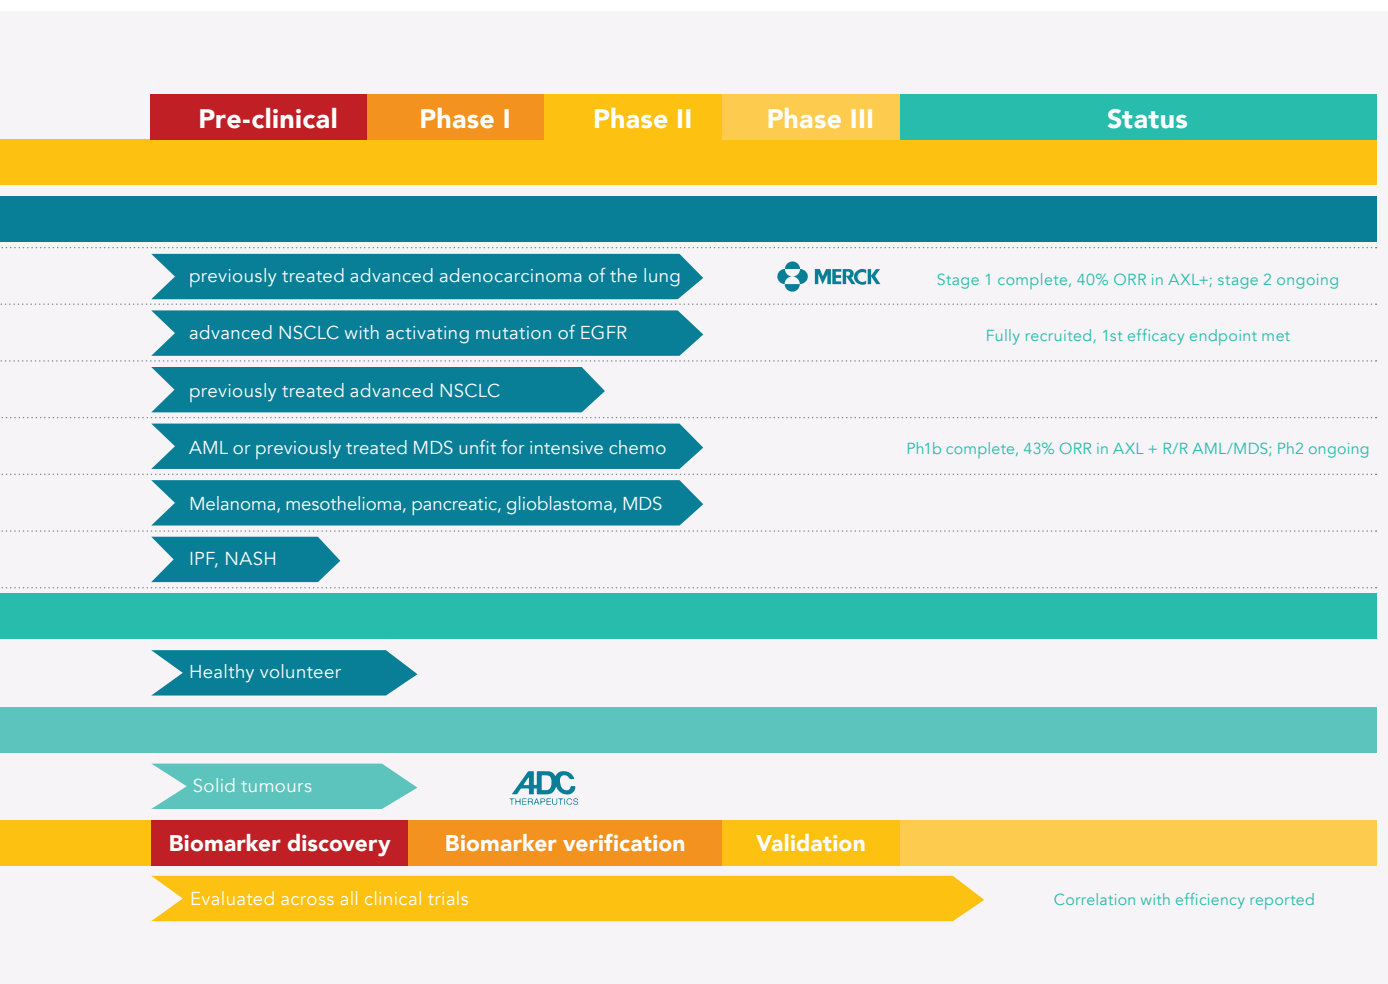 Pre-clinical Phase I Phase II Phase III Status
previously treated advanced adenocarcinoma of the lung MERCK Stage 1 complete, 40% ORR in AXL+; stage 2 ongoing
advanced NSCLC with activating mutation of EGFR Fully recruited, 1st efficacy endpoint met
previously treated advanced NSCLC
AML or previously treated MDS unfit for intensive chemo Ph1b complete, 43% ORR in AXL + R/R AML/MDS; Ph2 ongoing
Melanoma, mesothelioma, pancreatic, glioblastoma, MDS
IPF, NASH
Healthy volunteer
Solid tumours ADC
THERAPEUTICS
Biomarker discovery Biomarker verification Validation
Evaluated across all clinical trials Correlation with efficiency reported